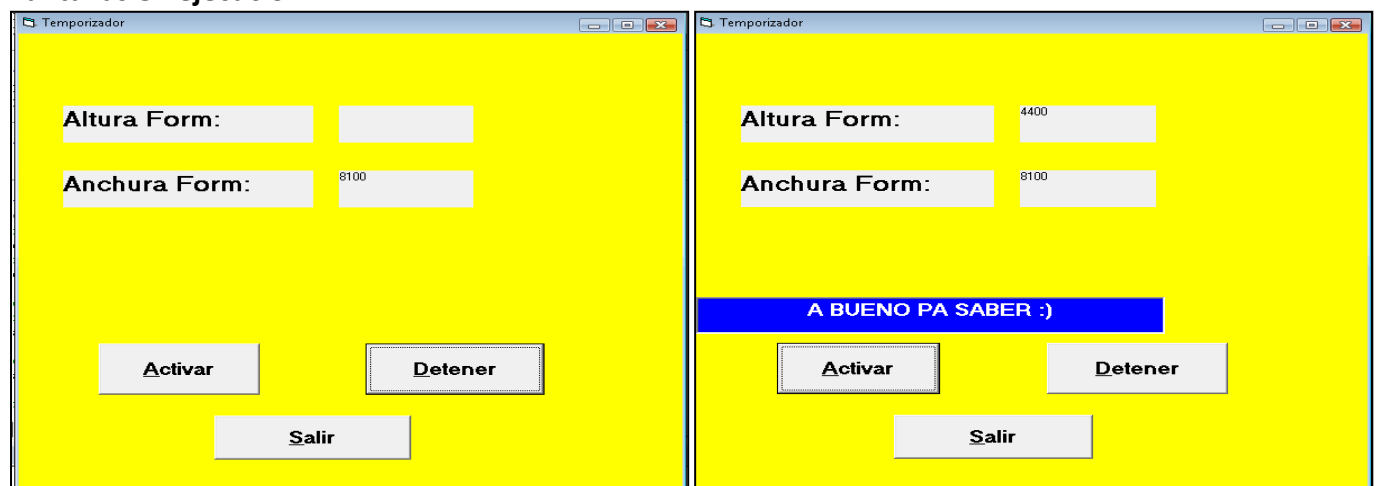 Temporizador
Altura Form:
Anchura Form: 8100
Activar Detener
Salir
Temporizador
Altura Form: 4400
Anchura Form: 8100
A BUENO PA SABER :)
Activar Detener
Salir